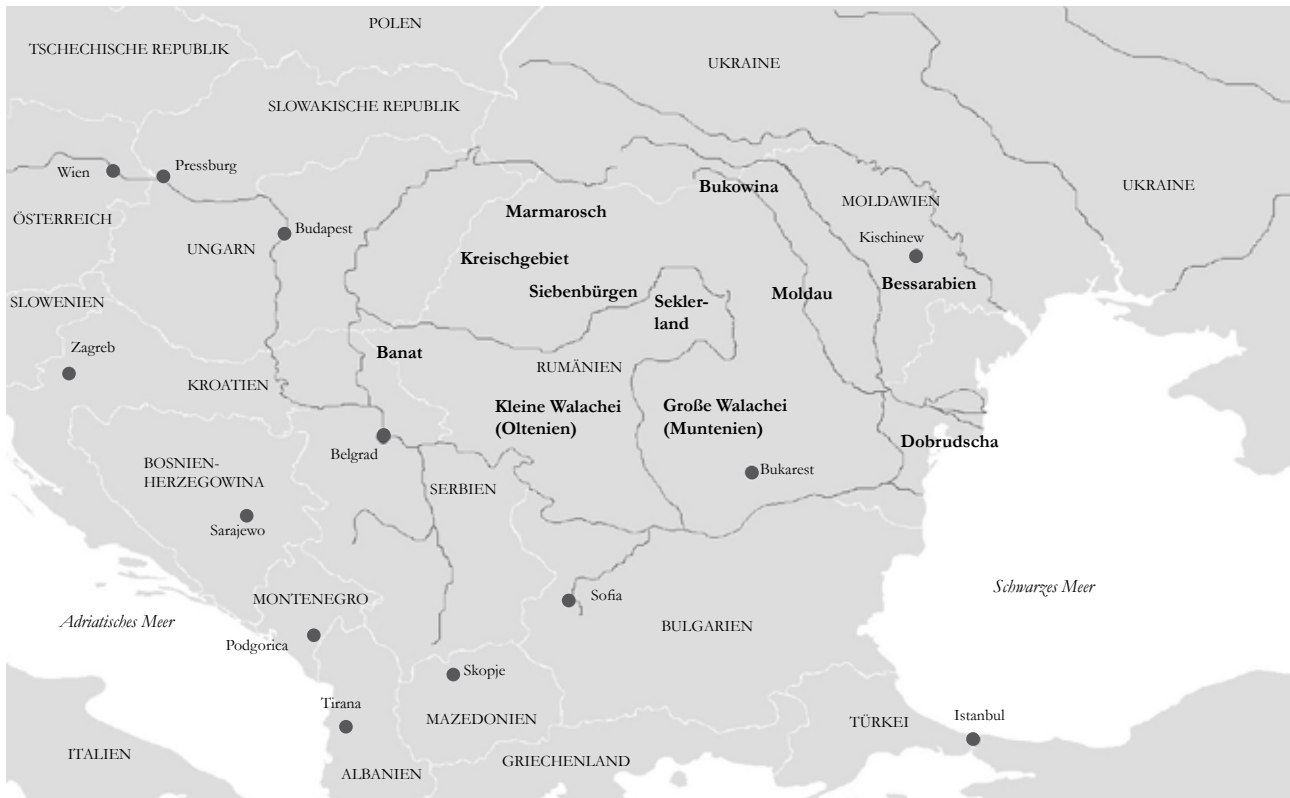 POLEN
TSCHECHISCHE REPUBLIK
UKRAINE
SLOWAKISCHE REPUBLIK
Wien
Pressburg
Bukowina
UKRAINE
ÖSTERREICH
Marmarosch
MOLDAWIEN
UNGARN
Budapest
Kischinew
Kreischgebiet
Siebenbürgen
Moldau
Bessarabien
SLOWENIEN
Sekler-
land
Zagreb
Banat
RUMÄNIEN
KROATIEN
Kleine Walachei
(Oltenien)
Große Walachei
(Muntenien)
Dobrudscha
Belgrad
BOSNIEN-
HERZEGOWINA
SERBIEN
Bukarest
Sarajewo
Schwarzes Meer
MONTENEGRO
Sofia
Adriatisches Meer
BULGARIEN
Podgorica
Skopje
Tirana
MAZEDONIEN
TÜRKEI
Istanbul
ITALIEN
GRIECHENLAND
ALBANIEN